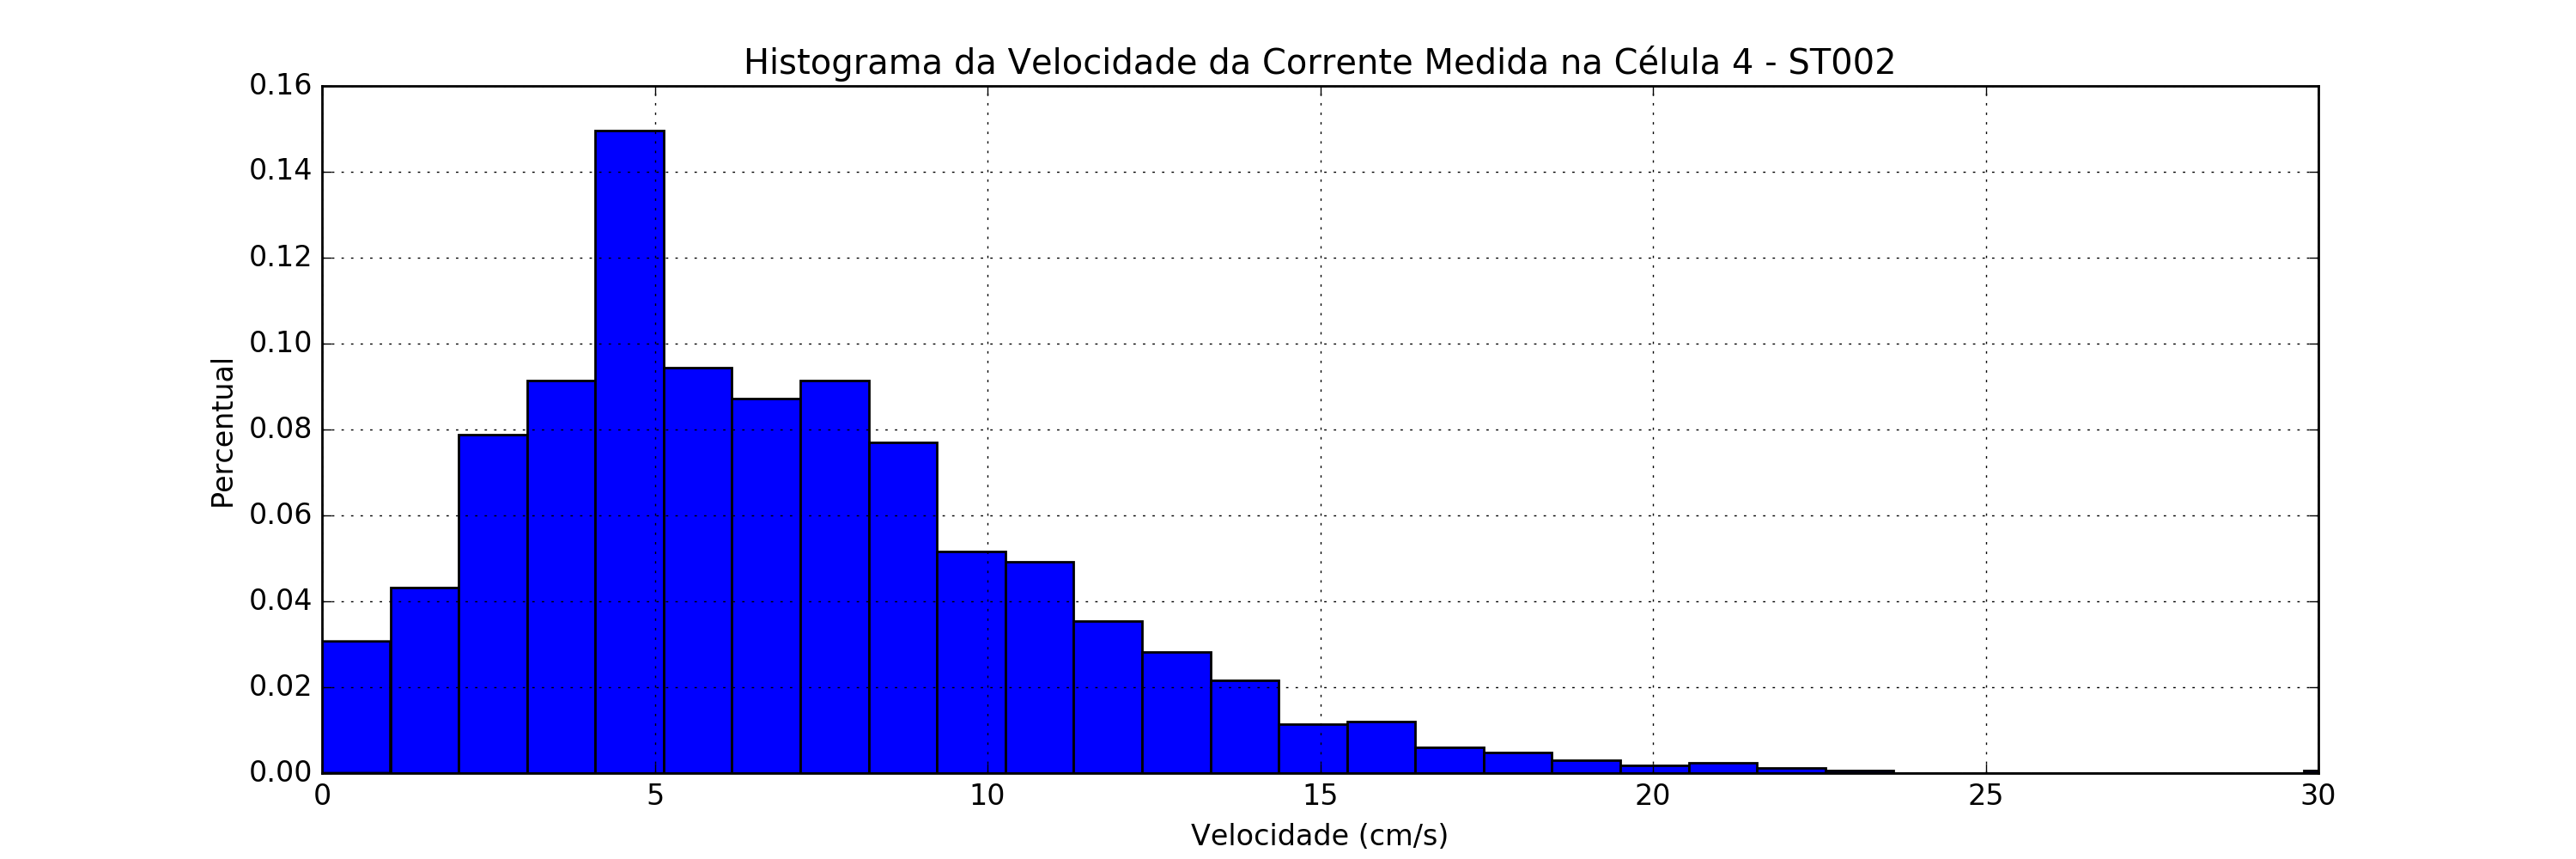 Histograma da Velocidade da Corrente Medida na Célula 4 - ST002
0.16
0.14
0.12
0.10
0.08
0.06
0.04
0.02
0.00
Percentual
0 5 10 15 20 25 30
Velocidade (cm/s)